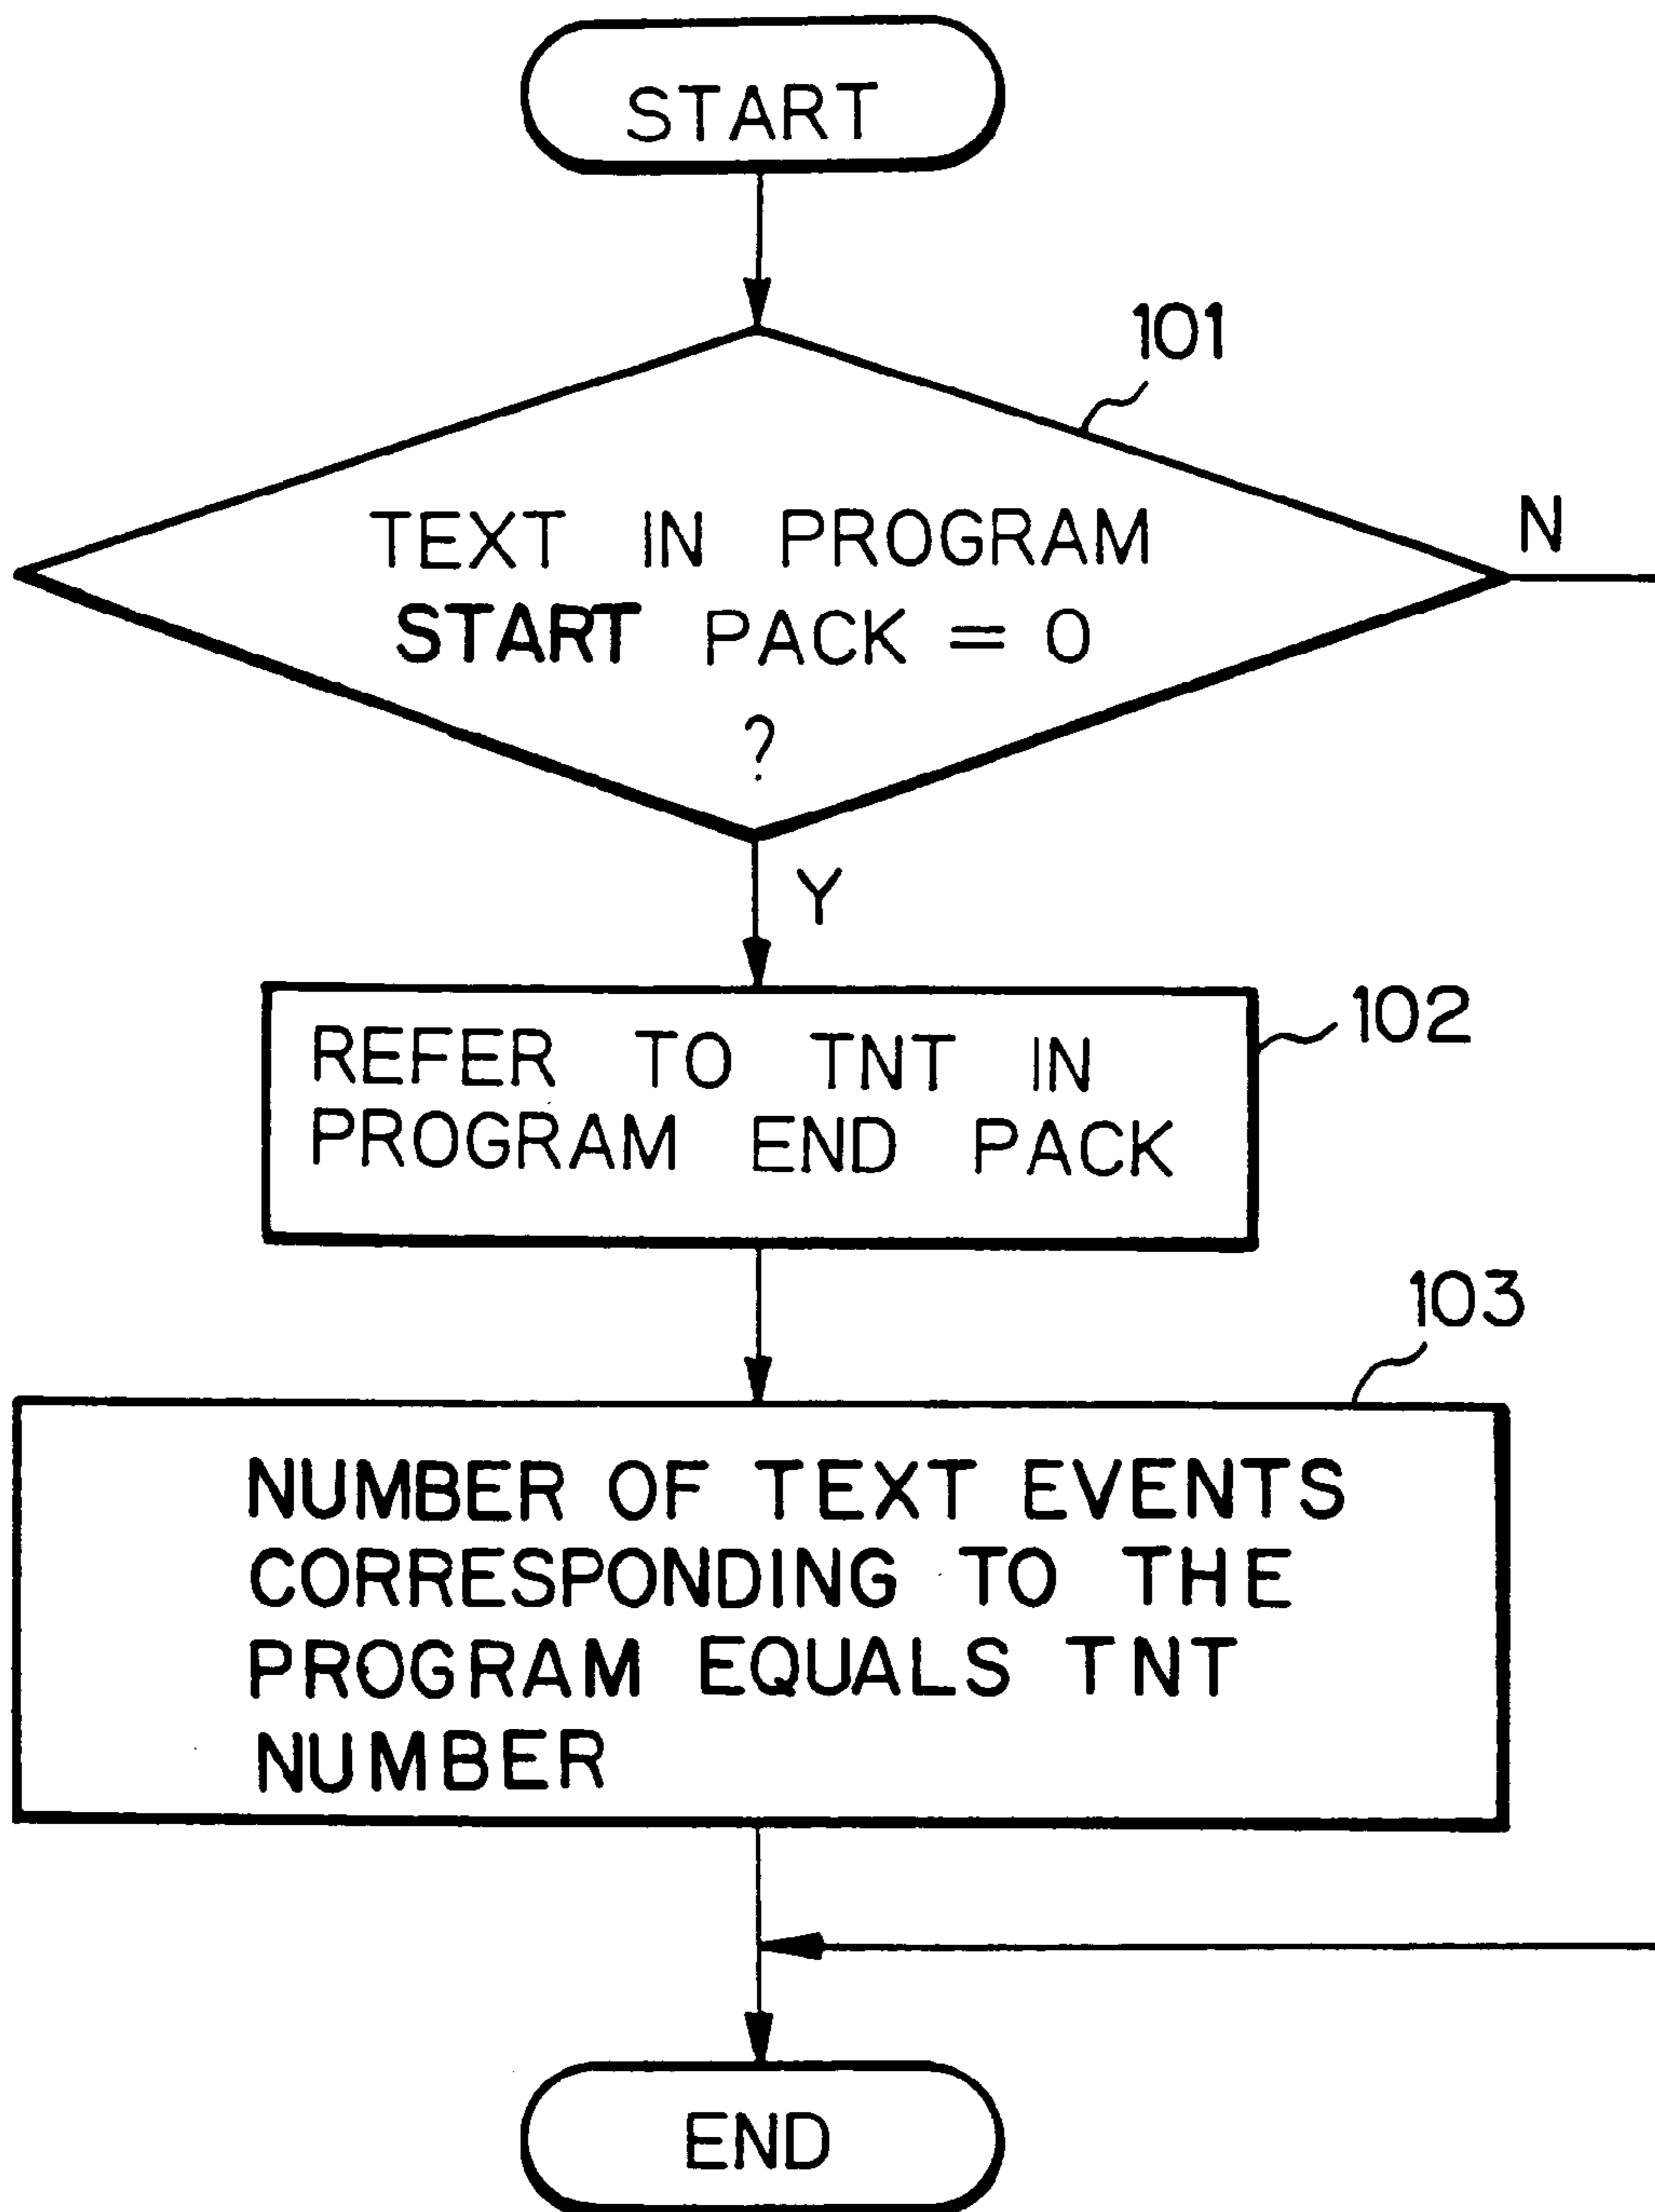 START
101
TEXT IN PROGRAM
START PACK = 0
?
N
Y
102
REFER TO TNT IN
PROGRAM END PACK
103
NUMBER OF TEXT EVENTS
CORRESPONDING TO THE
PROGRAM EQUALS TNT
NUMBER
END